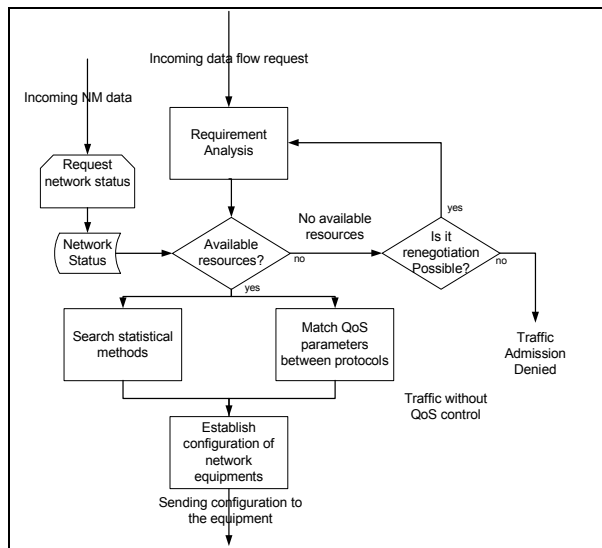 Incoming data flow request
Incoming NM data
Requirement
Analysis
Request
network status
yes
No available
resources
Network
Status
Available
resources?
no
Is it
renegotiation
Possible?
no
yes
Search statistical
methods
Match QoS
parameters
between protocols
Traffic
Admission
Denied
Traffic without
QoS control
Establish
configuration of
network
equipments
Sending configuration to
the equipment